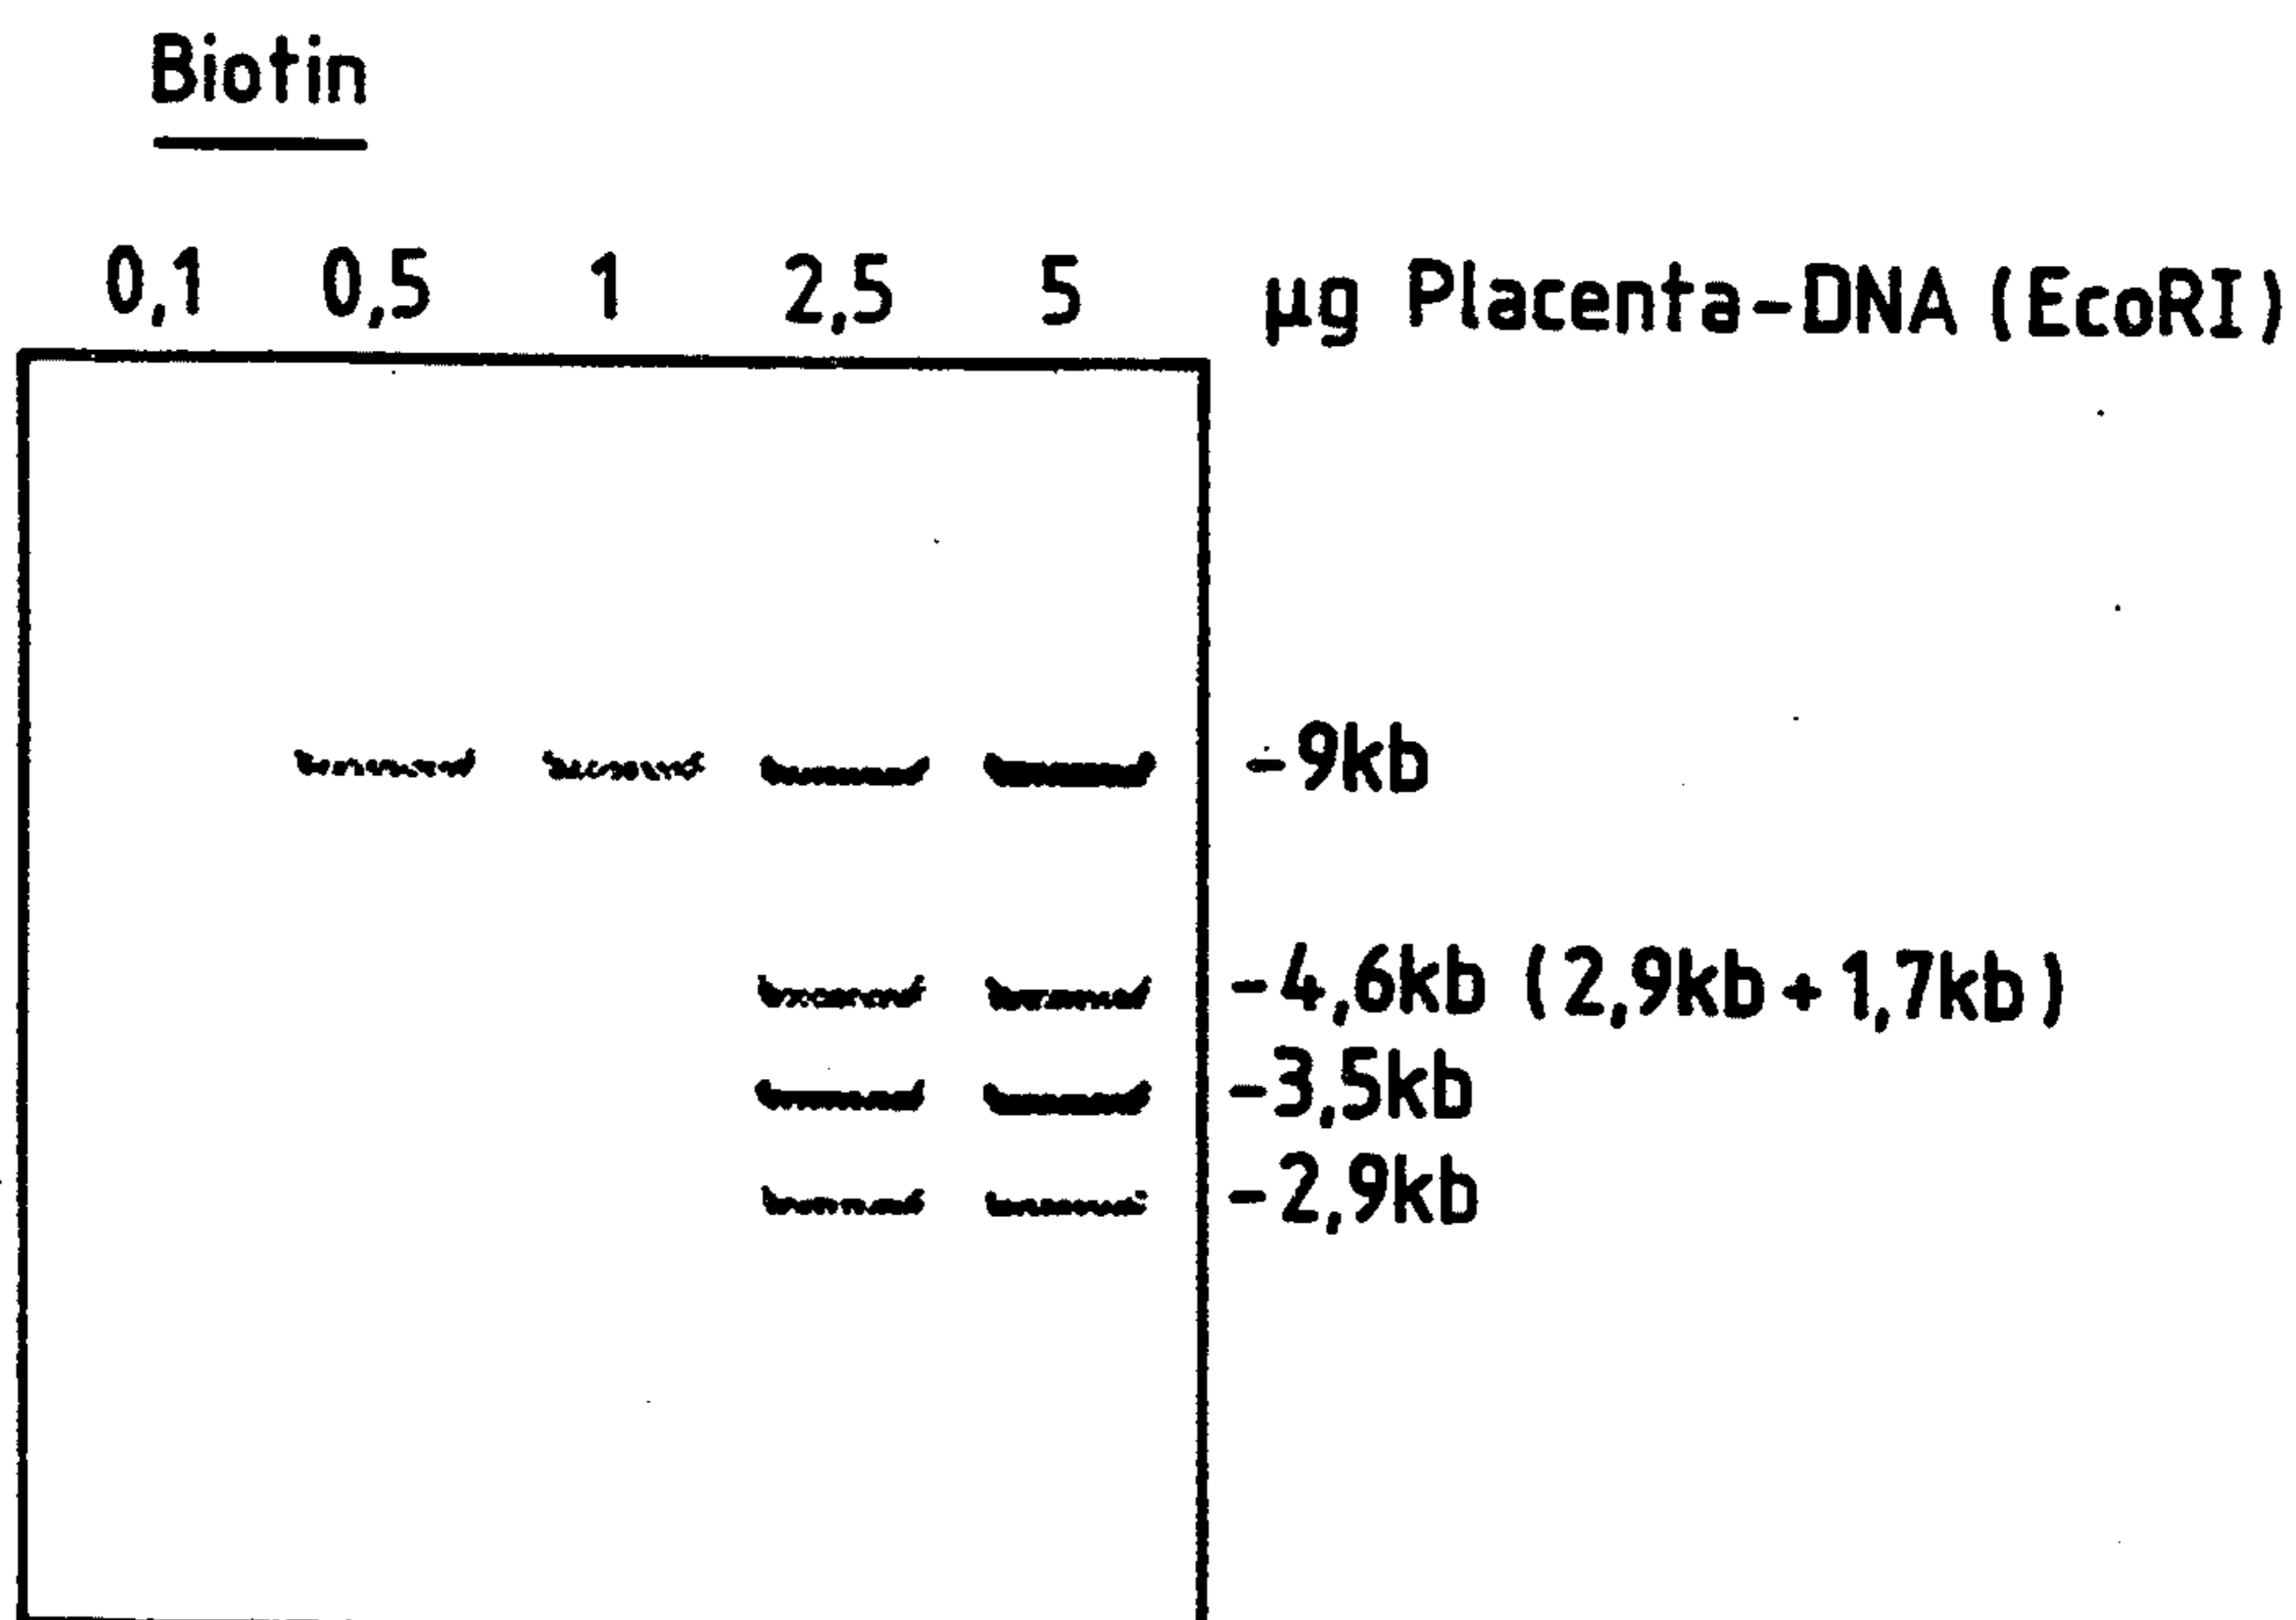 Biotin
0,1 0,5 1 2,5 5 µg Placenta-DNA (EcoRI)
-9kb
-4,6kb (2,9kb+1,7kb)
-3,5kb
-2,9kb